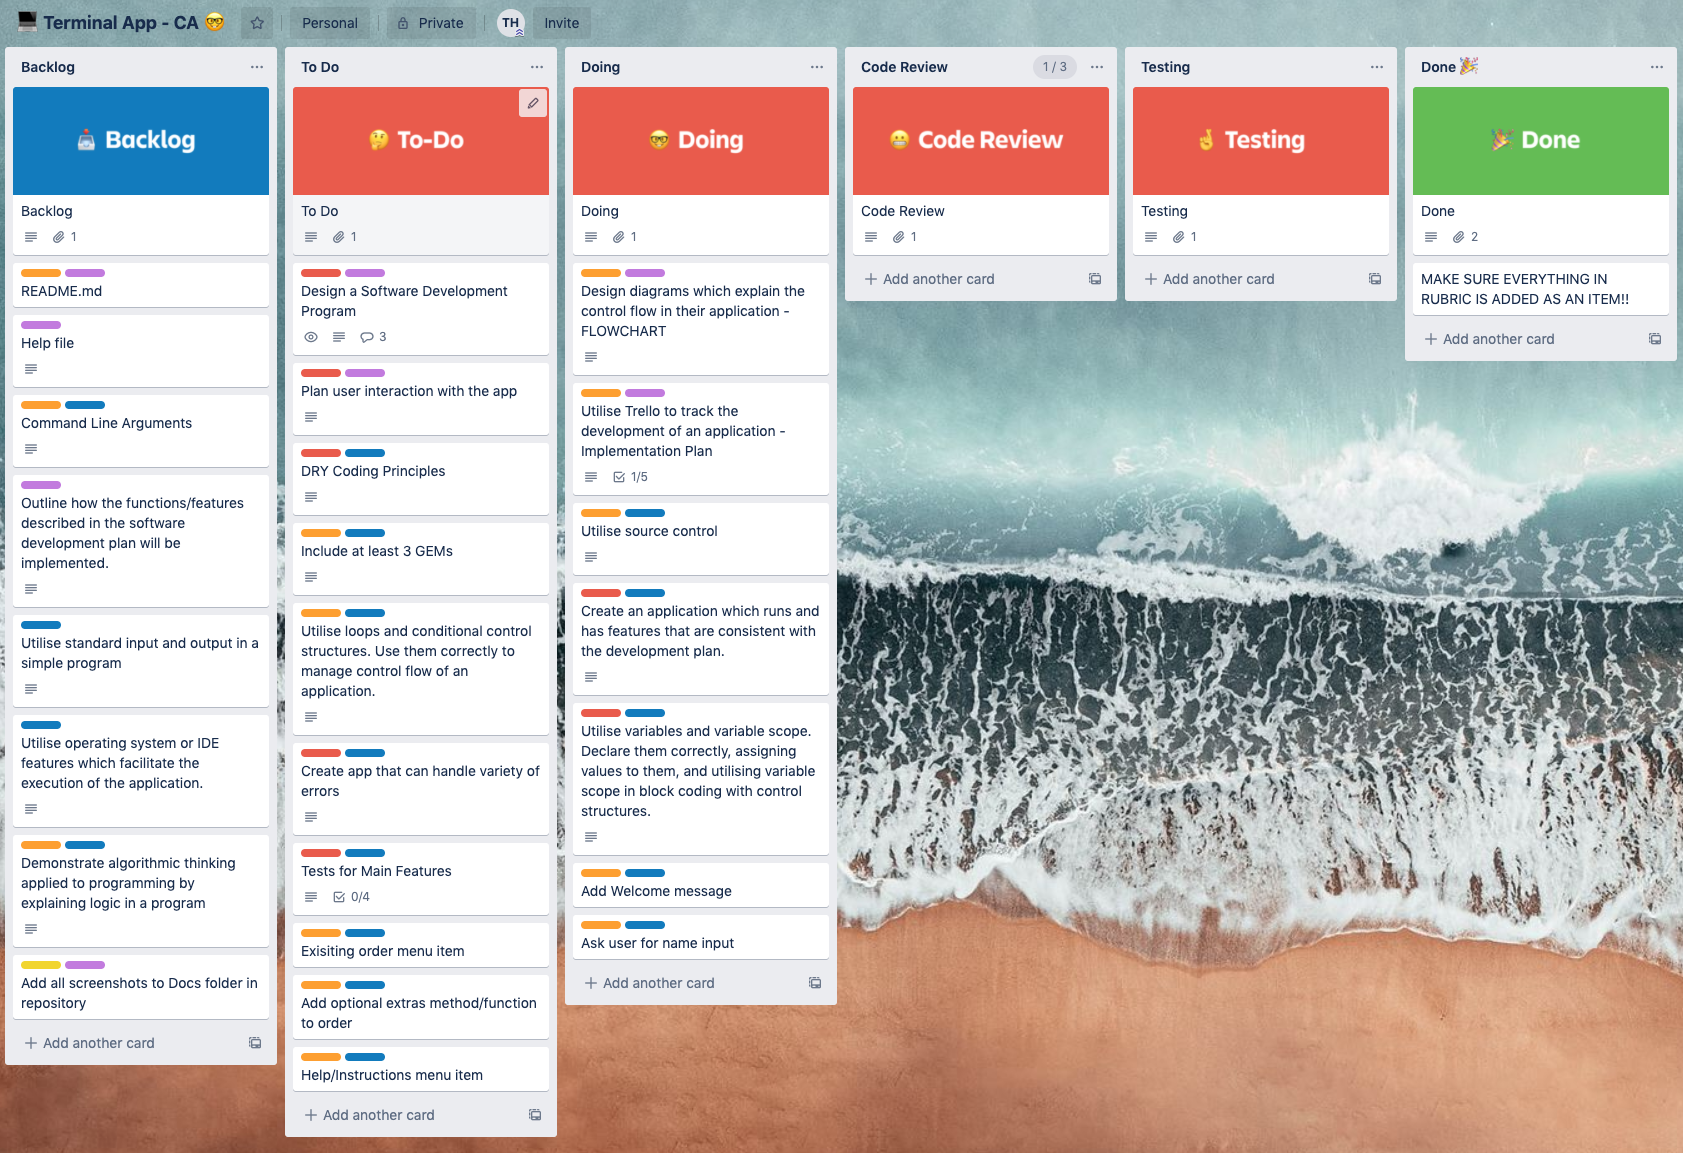 Terminal App - CA
Personal
Private
TH
Invite
Backlog
Backlog
Backlog
1
README.md
Help file
Command Line Arguments
Outline how the functions/features
described in the software
development plan will be
implemented.
Utilise standard input and output in a
simple program
Utilise operating system or IDE
features which facilitate the
execution of the application.
Demonstrate algorithmic thinking
applied to programming by
explaining logic in a program
Add all screenshots to Docs folder in
repository
+ Add another card
To Do
To-Do
To Do
1
Design a Software Development
Program
3
Plan user interaction with the app
DRY Coding Principles
Include at least 3 GEMs
Utilise loops and conditional control
structures. Use them correctly to
manage control flow of an
application.
Create app that can handle variety of
errors
Tests for Main Features
0/4
Exisiting order menu item
Add optional extras method/function
to order
Help/Instructions menu item
+ Add another card
Doing
Doing
Doing
1
Design diagrams which explain the
control flow in their application -
FLOWCHART
Utilise Trello to track the
development of an application -
Implementation Plan
1/5
Utilise source control
Create an application which runs and
has features that are consistent with
the development plan.
Utilise variables and variable scope.
Declare them correctly, assigning
values to them, and utilising variable
scope in block coding with control
structures.
Add Welcome message
Ask user for name input
+ Add another card
Code Review
1 / 3
Code Review
Code Review
1
+ Add another card
Testing
Testing
Testing
1
+ Add another card
Done
Done
Done
2
MAKE SURE EVERYTHING IN
RUBRIC IS ADDED AS AN ITEM!!
+ Add another card